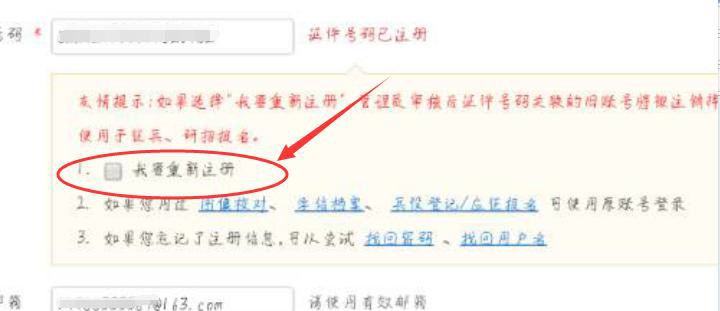 号码 * 证件号码已注册
友情提示:如果选择"我要重新注册" 管理员审核后证件号码关联的旧账号将被注销掉
使用于征兵、研招报名。
1. 我要重新注册
2. 如果您用过 图像校对、 学信档案、 兵役登记/应征报名 可使用原账号登录
3. 如果您忘记了注册信息,可以尝试 找回密码 、找回用户名
邮箱 @163.com 请使用有效邮箱